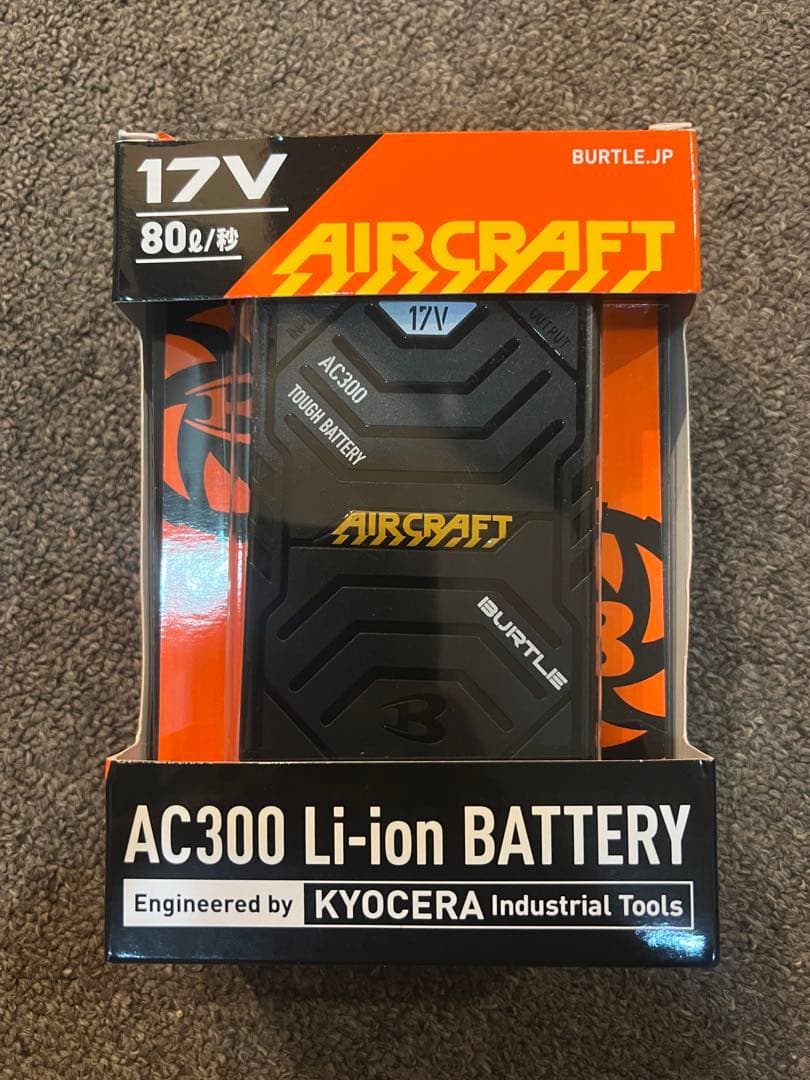 17V
80ℓ/秒
BURTLE.JP
AIRCRAFT
INPUT
17V
OUTPUT
AC300
TOUGH BATTERY
AIRCRAFT
BURTLE
B
AC300 Li-ion BATTERY
Engineered by KYOCERA Industrial Tools